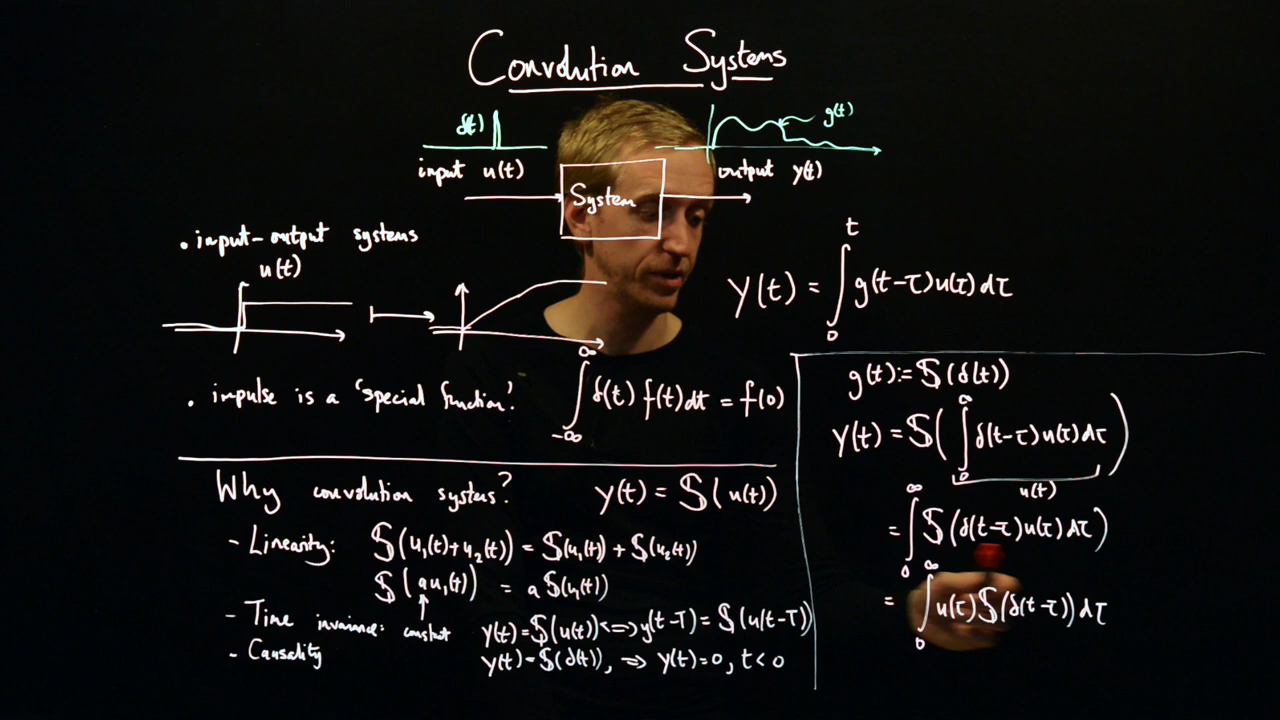 Convolution Systems
δ(t)
g(t)
input u(t)
System
output y(t)
• input-output systems
u(t)
y(t) = ∫₀ᵗ g(t-τ)u(τ)dτ
• impulse is a 'special function'.
∫_{-∞}^{∞} δ(t) f(t)dt = f(0)
Why convolution systems?
y(t) = 𝕊(u(t))
- Linearity: 𝕊(u₁(t)+u₂(t)) = 𝕊(u₁(t)) + 𝕊(u₂(t))
𝕊(au₁(t)) = a𝕊(u₁(t))
constant
- Time invariance: y(t)=𝕊(u(t)) <=> y(t-T) = 𝕊(u(t-T))
- Causality y(t)=𝕊(δ(t)), => y(t)=0, t<0
g(t):=𝕊(δ(t))
y(t) = 𝕊(∫₀^∞ δ(t-τ)u(τ)dτ)
u(t)
= ∫₀^∞ 𝕊(δ(t-τ)u(τ)dτ)
= ∫₀^∞ u(τ)𝕊(δ(t-τ))dτ